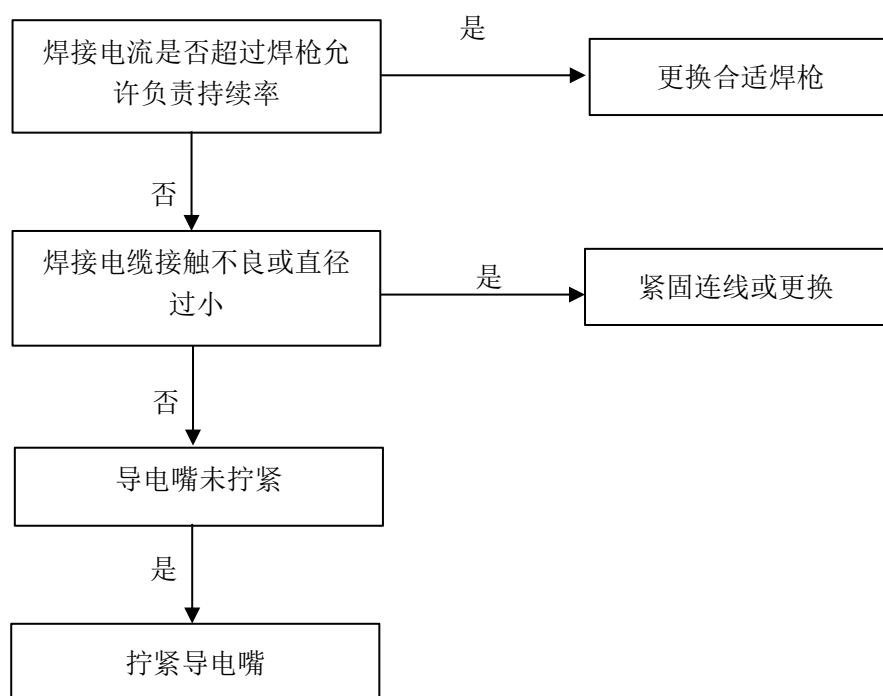 焊接电流是否超过焊枪允
许负责持续率
是
更换合适焊枪
否
焊接电缆接触不良或直径
过小
是
紧固连线或更换
否
导电嘴未拧紧
是
拧紧导电嘴